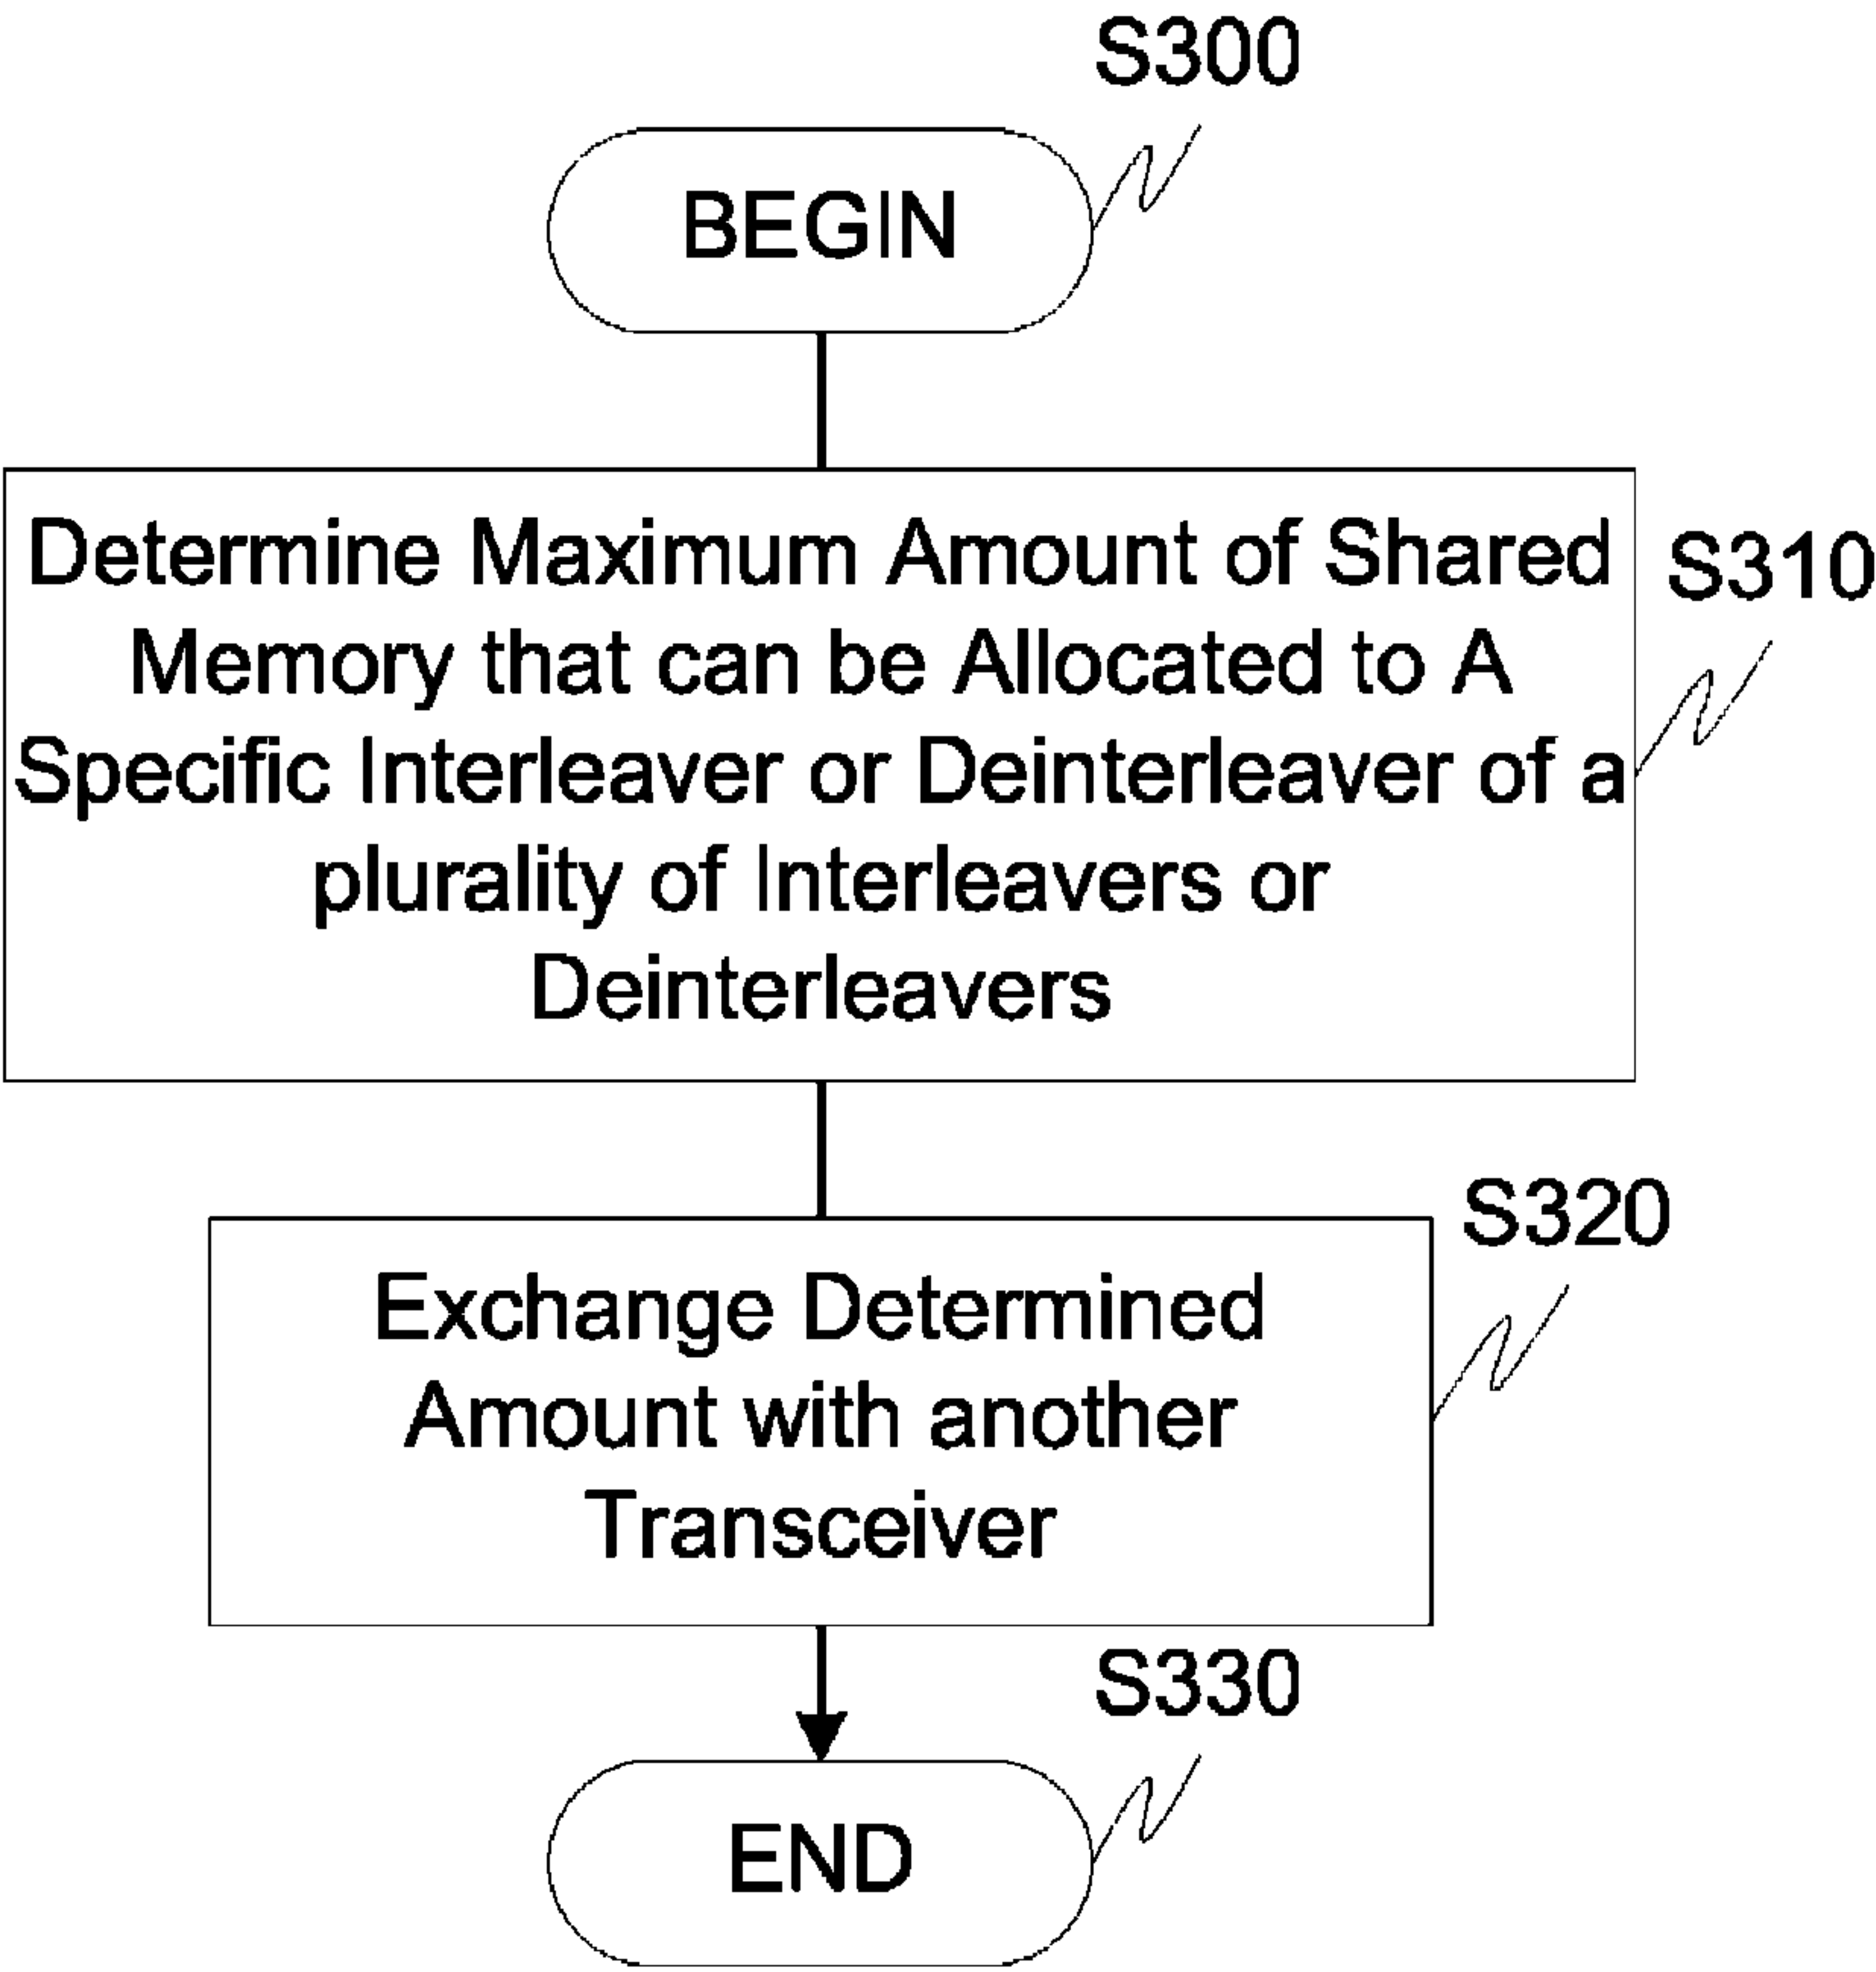 S300
BEGIN
Determine Maximum Amount of Shared
S310
Memory that can be Allocated to A
Specific Interleaver or Deinterleaver of a
plurality of Interleavers or
Deinterleavers
S320
Exchange Determined
Amount with another
Transceiver
S330
END